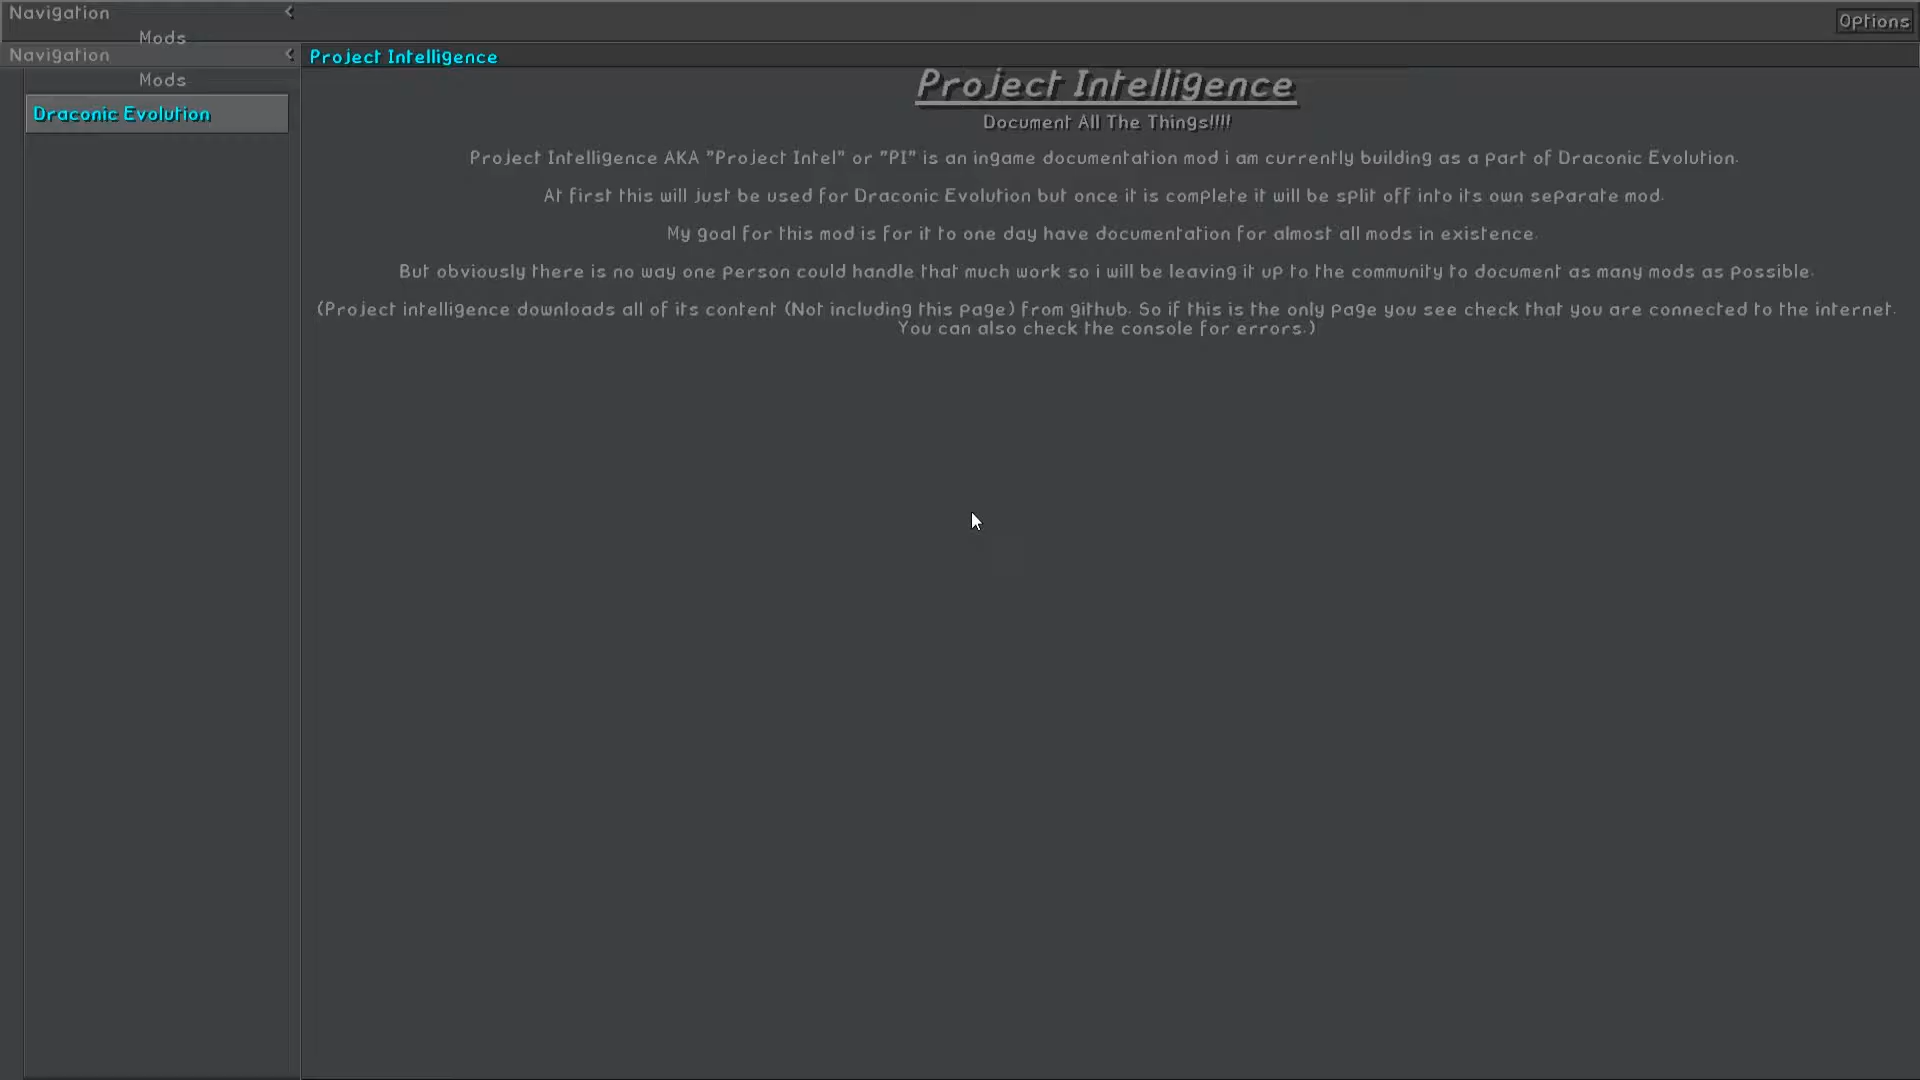 Navigation <
Options
Mods
Navigation <
Project Intelligence
Mods
Draconic Evolution
Project Intelligence
Document All The Things!!!!
Project Intelligence AKA "Project Intel" or "PI" is an ingame documentation mod i am currently building as a part of Draconic Evolution.
At first this will just be used for Draconic Evolution but once it is complete it will be split off into its own separate mod.
My goal for this mod is for it to one day have documentation for almost all mods in existence.
But obviously there is no way one person could handle that much work so i will be leaving it up to the community to document as many mods as possible.
(Project intelligence downloads all of its content (Not including this page) from github. So if this is the only page you see check that you are connected to the internet.
You can also check the console for errors.)